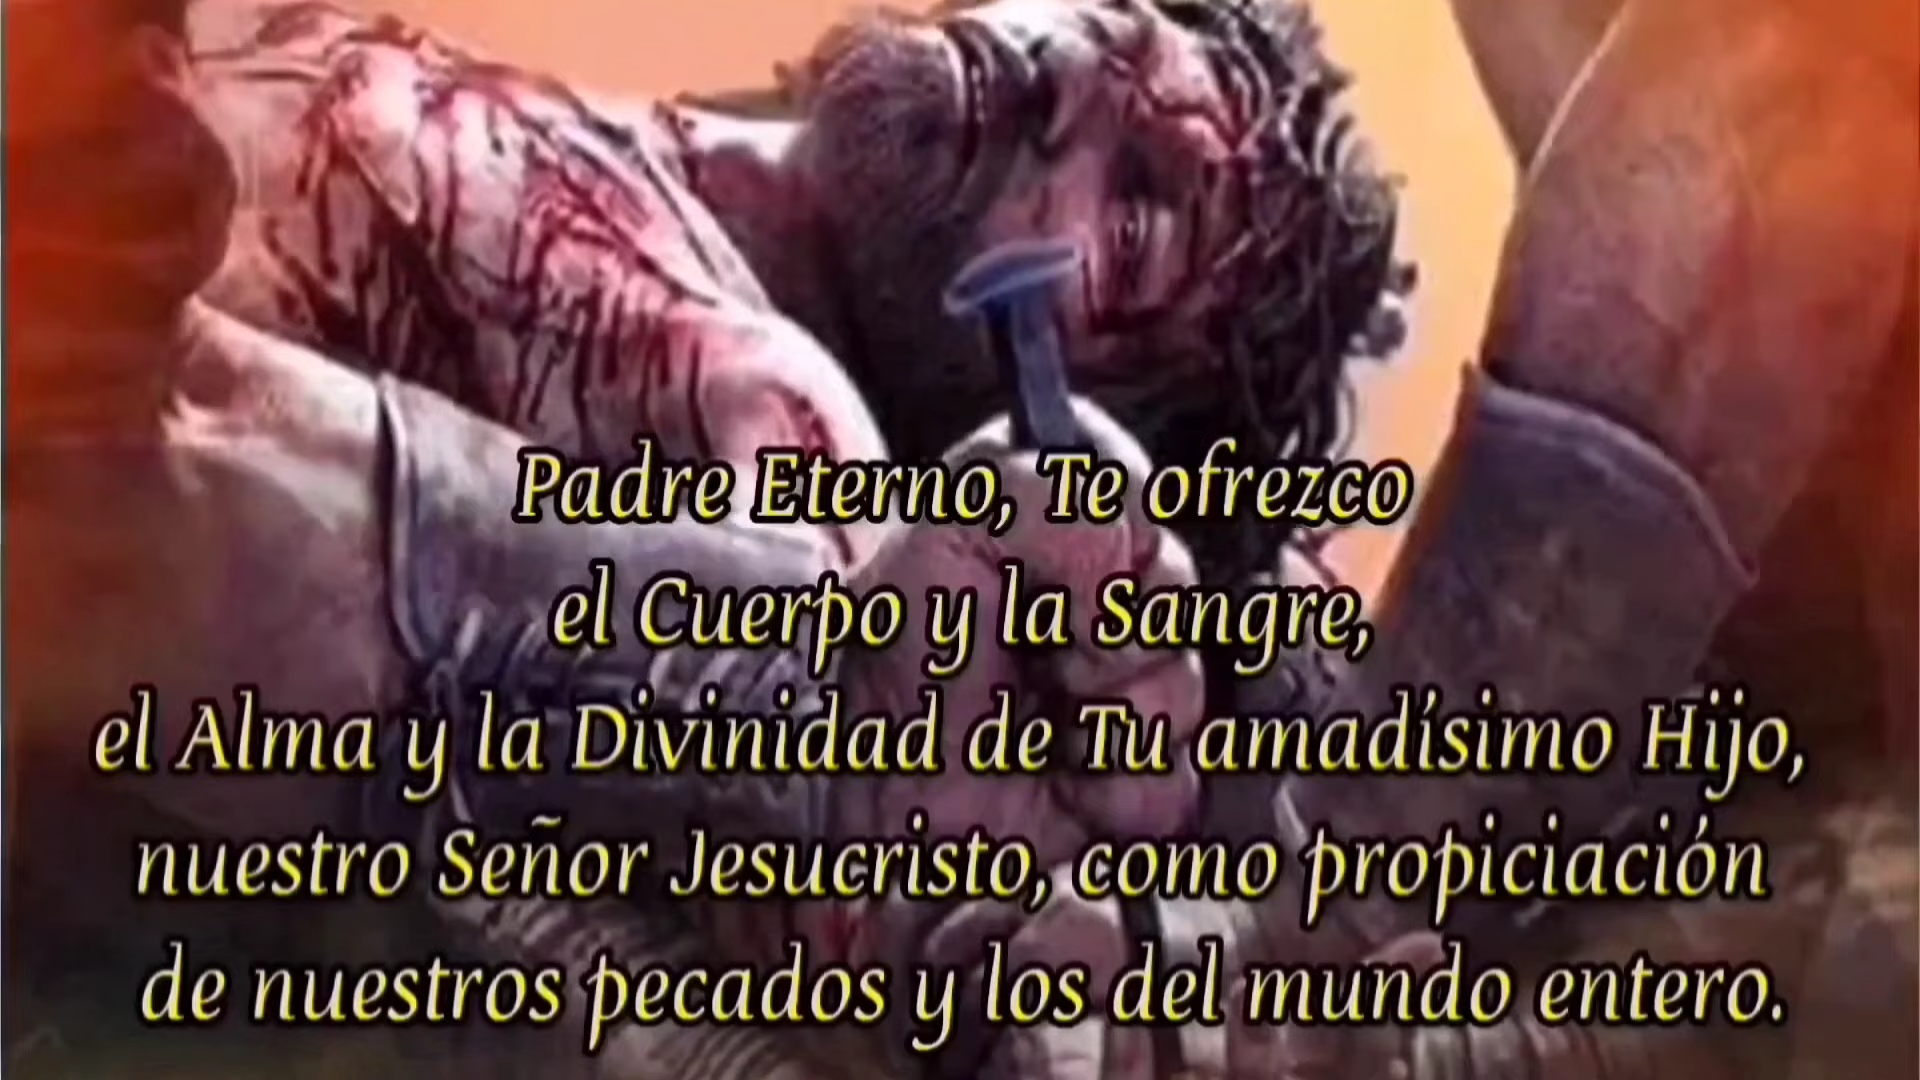 Padre Eterno, Te ofrezco
el Cuerpo y la Sangre,
el Alma y la Divinidad de Tu amadísimo Hijo,
nuestro Señor Jesucristo, como propiciación
de nuestros pecados y los del mundo entero.